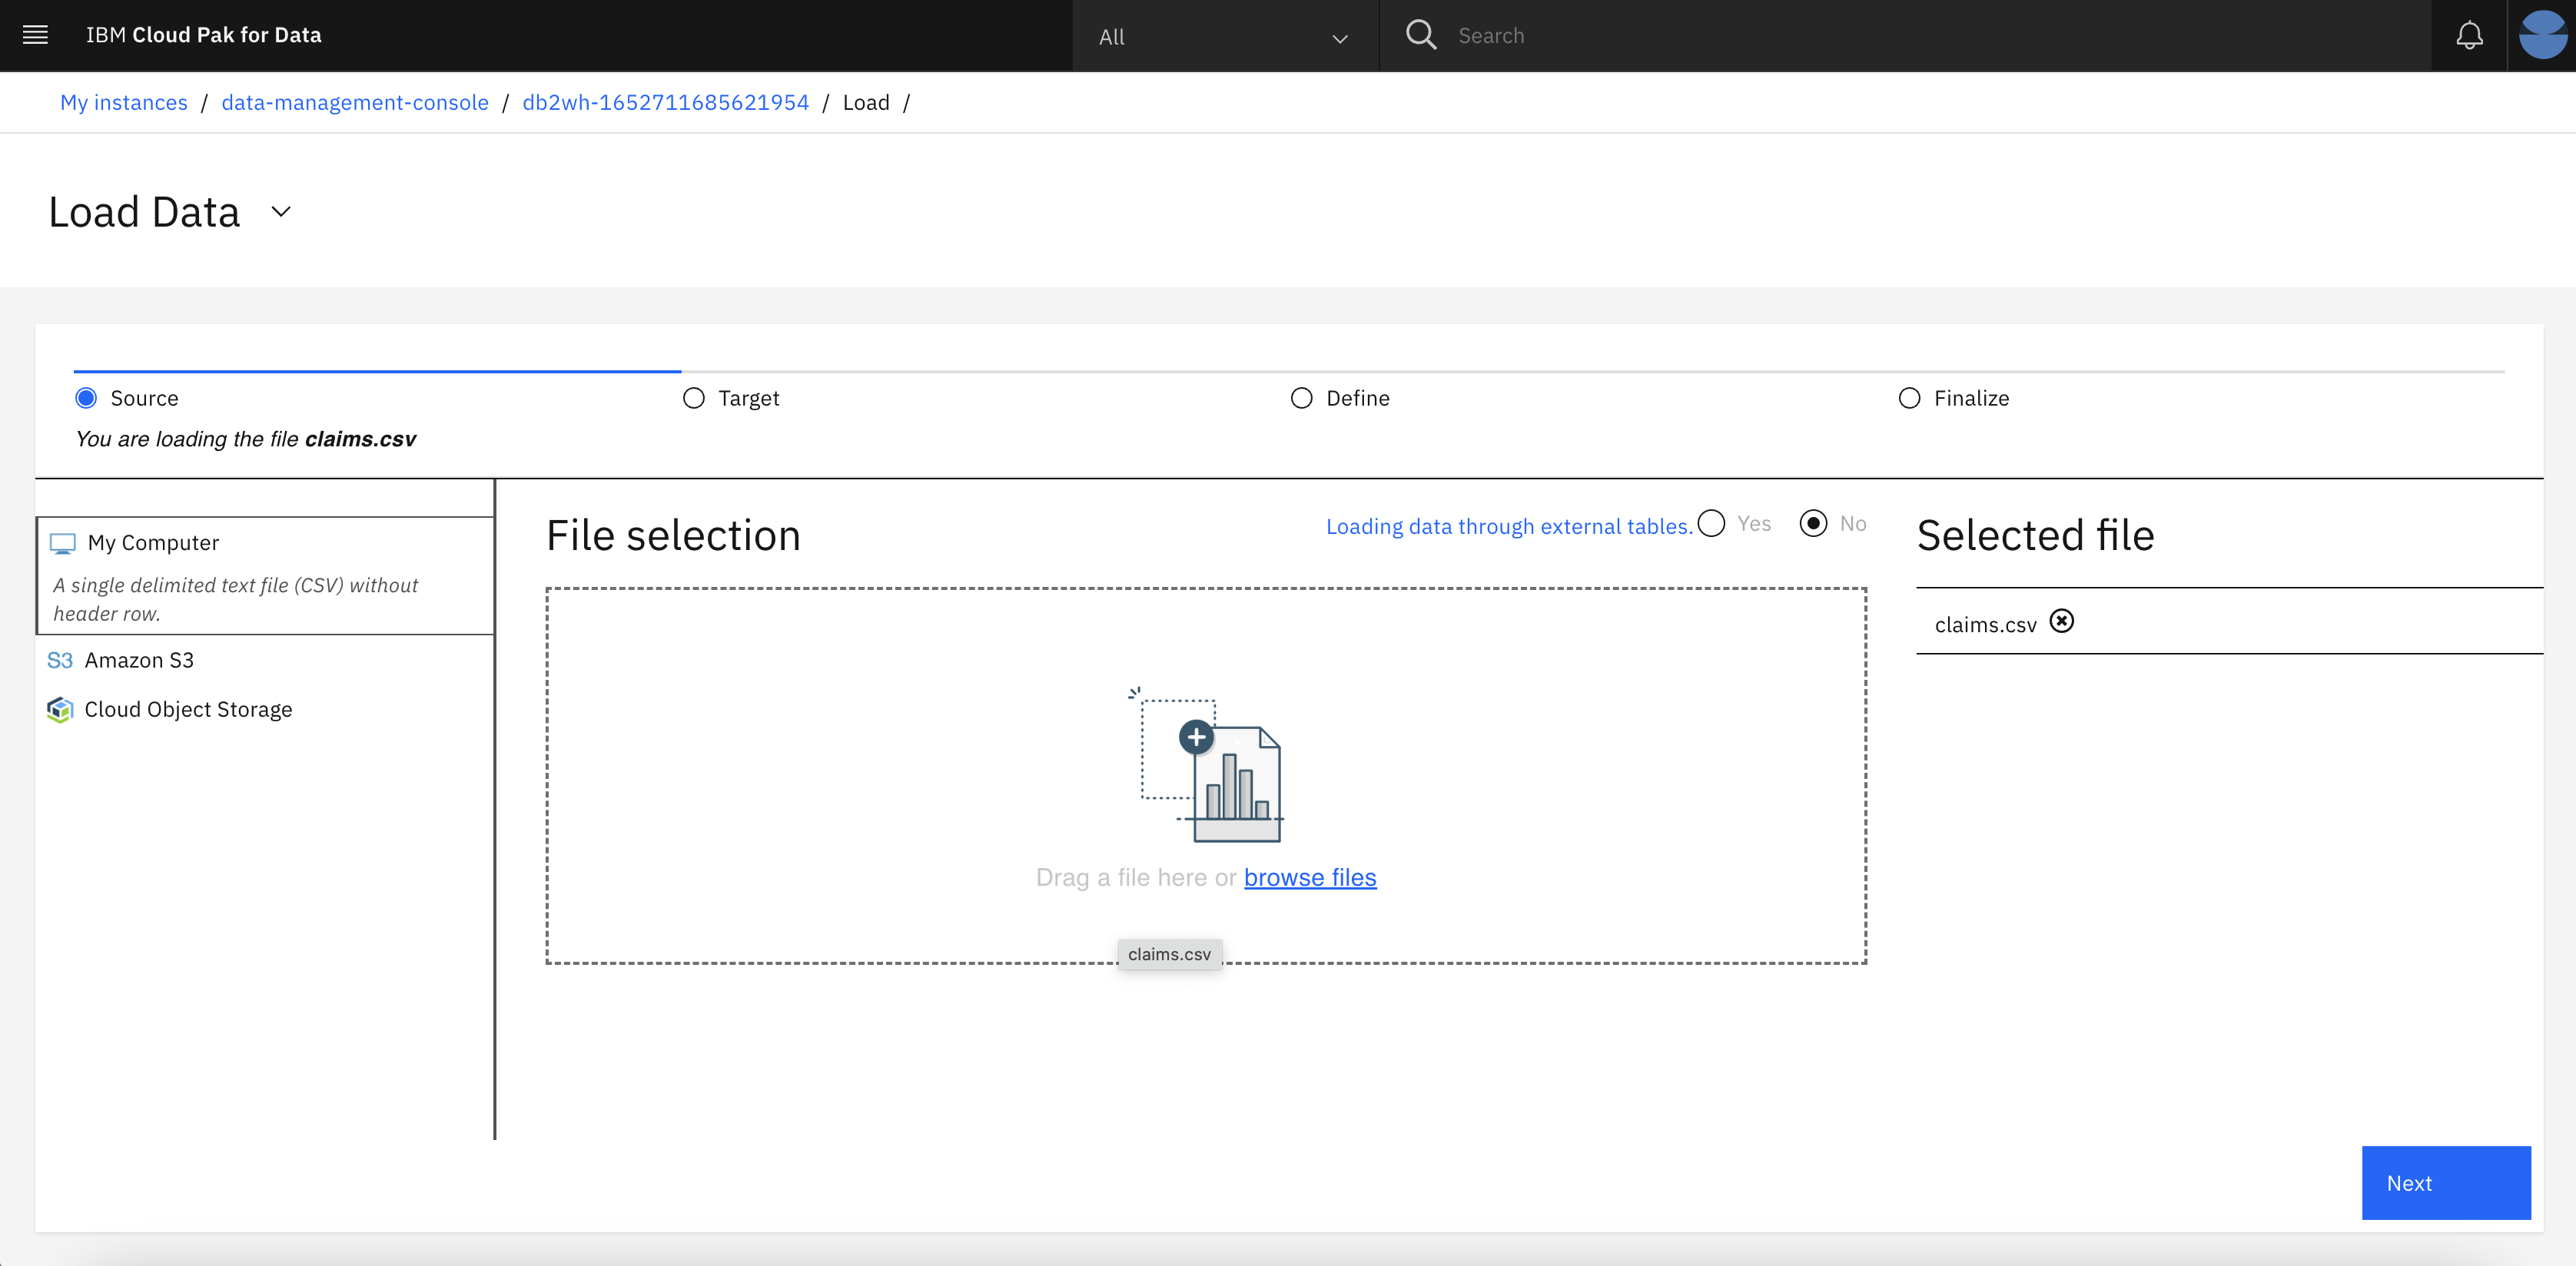 IBM Cloud Pak for Data
All
Search
My instances / data-management-console / db2wh-1652711685621954 / Load /
Load Data
Source
Target
Define
Finalize
You are loading the file claims.csv
My Computer
A single delimited text file (CSV) without
header row.
S3 Amazon S3
Cloud Object Storage
File selection
Loading data through external tables. Yes No
Drag a file here or browse files
claims.csv
Selected file
claims.csv
Next